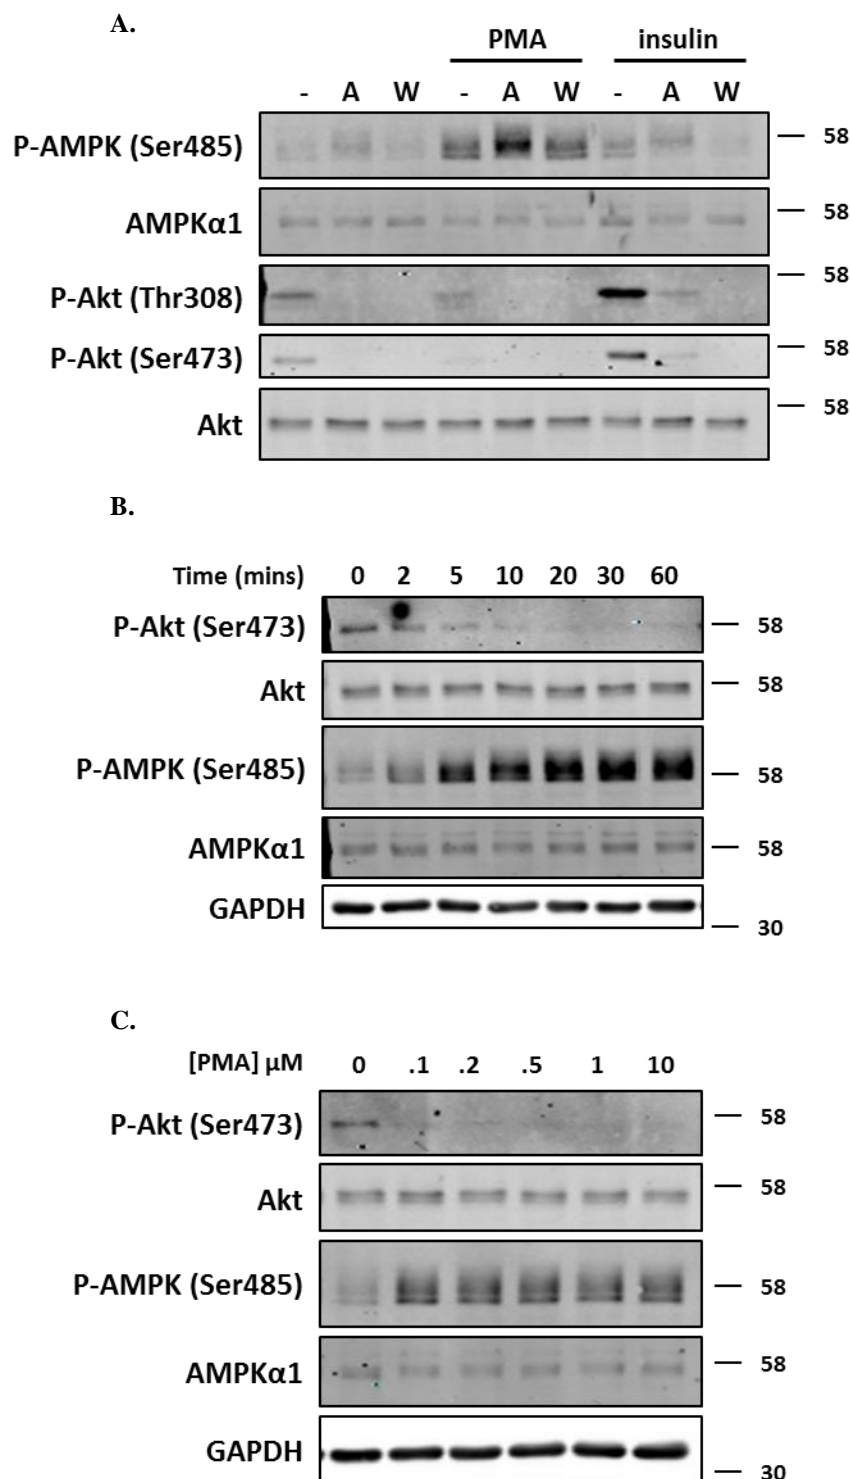 A.
PMA insulin
- A W - A W - A W
P-AMPK (Ser485) 58
AMPKα1 58
P-Akt (Thr308) 58
P-Akt (Ser473) 58
Akt 58
B.
Time (mins) 0 2 5 10 20 30 60
P-Akt (Ser473) 58
Akt 58
P-AMPK (Ser485) 58
AMPKα1 58
GAPDH 30
C.
[PMA] µM 0 .1 .2 .5 1 10
P-Akt (Ser473) 58
Akt 58
P-AMPK (Ser485) 58
AMPKα1 58
GAPDH 30